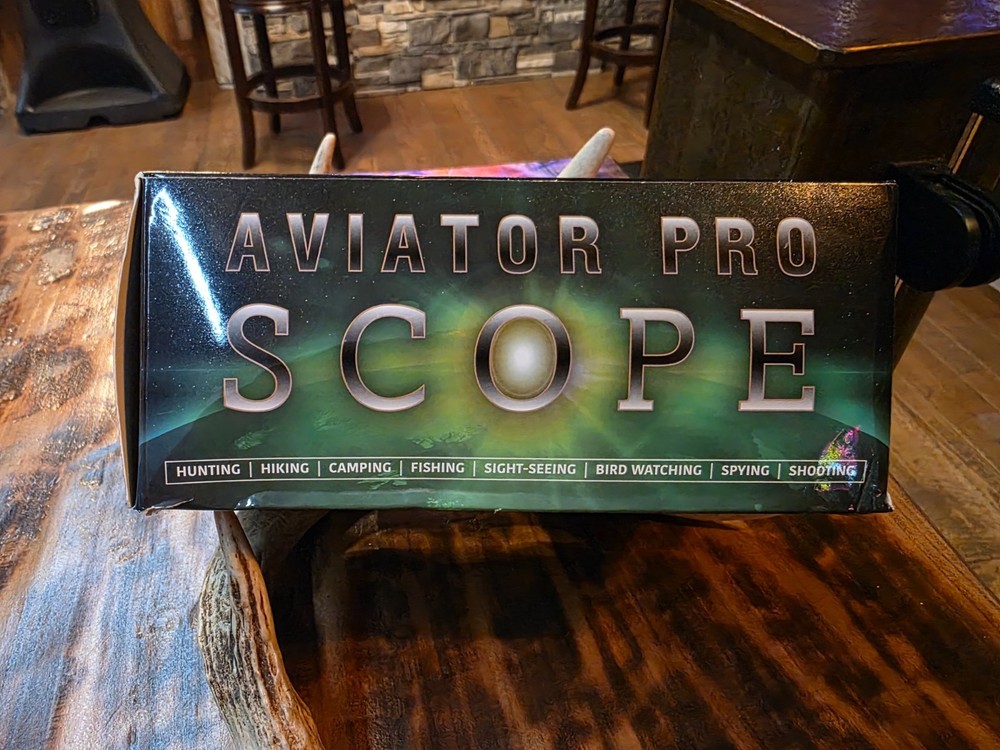 AVIATOR PRO
SCOPE
HUNTING | HIKING | CAMPING | FISHING | SIGHT-SEEING | BIRD WATCHING | SPYING | SHOOTING